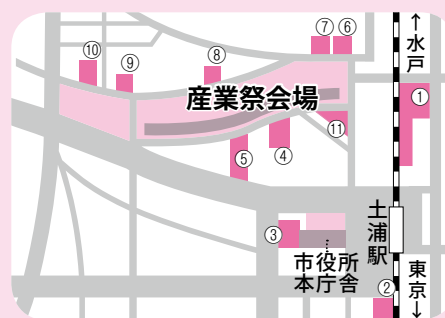 ⑦ ⑥
↑水戸
⑩ ⑨ ⑧
①
産業祭会場
⑪
⑤ ④
③
土浦駅
市役所
本庁舎
②
東京↓